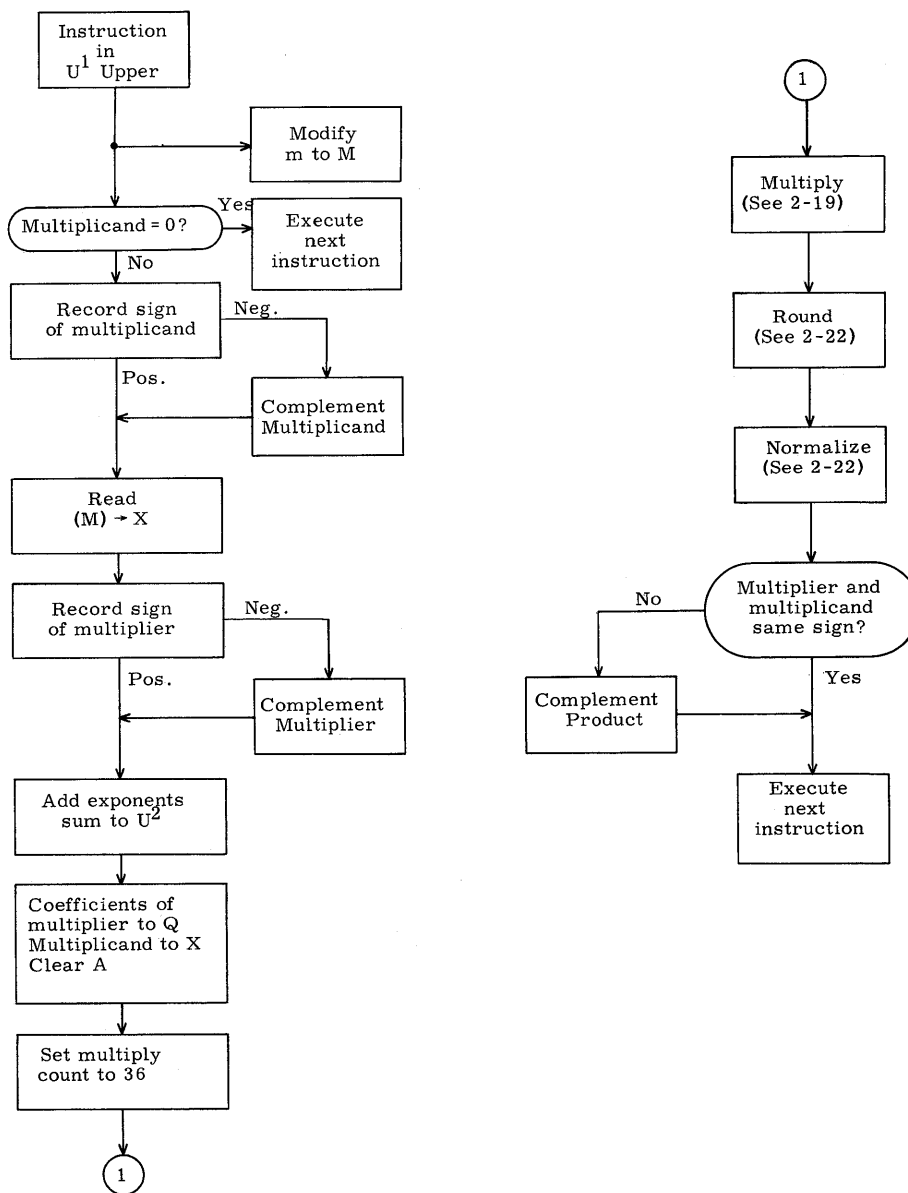 Instruction
in
U¹ Upper
Modify
m to M
Multiplicand = 0?
Yes
Execute
next
instruction
No
Record sign
of multiplicand
Neg.
Pos.
Complement
Multiplicand
Read
(M) → X
Record sign
of multiplier
Neg.
Pos.
Complement
Multiplier
Add exponents
sum to U²
Coefficients of
multiplier to Q
Multiplicand to X
Clear A
Set multiply
count to 36
1
1
Multiply
(See 2-19)
Round
(See 2-22)
Normalize
(See 2-22)
Multiplier and
multiplicand
same sign?
No
Yes
Complement
Product
Execute
next
instruction